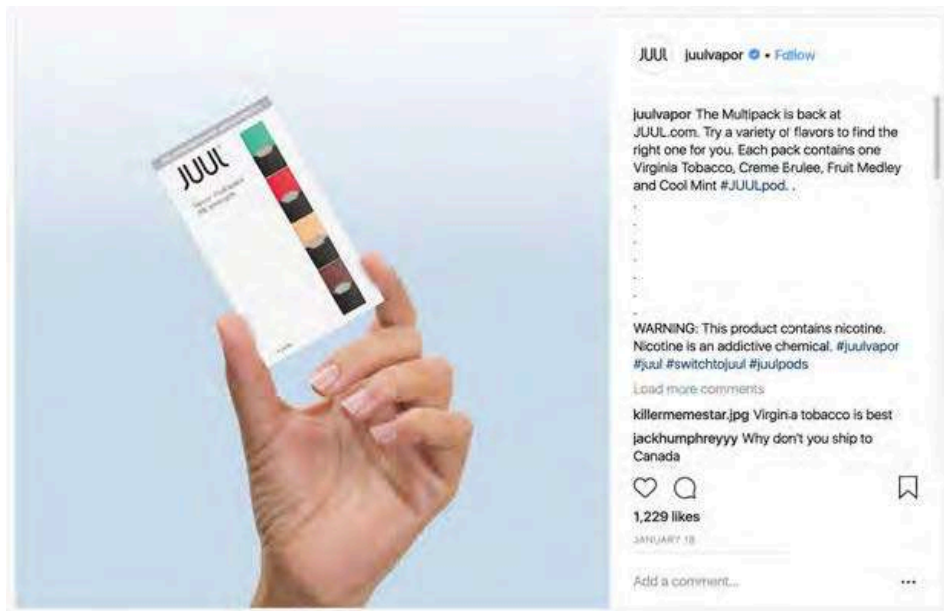 JUUL juulvapor • Follow
juulvapor The Multipack is back at
JUUL.com. Try a variety of flavors to find the
right one for you. Each pack contains one
Virginia Tobacco, Creme Brulee, Fruit Medley
and Cool Mint #JUULpod. .
.
.
.
.
.
.
.
WARNING: This product contains nicotine.
Nicotine is an addictive chemical. #juulvapor
#juul #switchtojuul #juulpods
Load more comments
killermemestar.jpg Virginia tobacco is best
jackhumphreyyy Why don't you ship to
Canada
1,229 likes
JANUARY 18
Add a comment...
JUUL